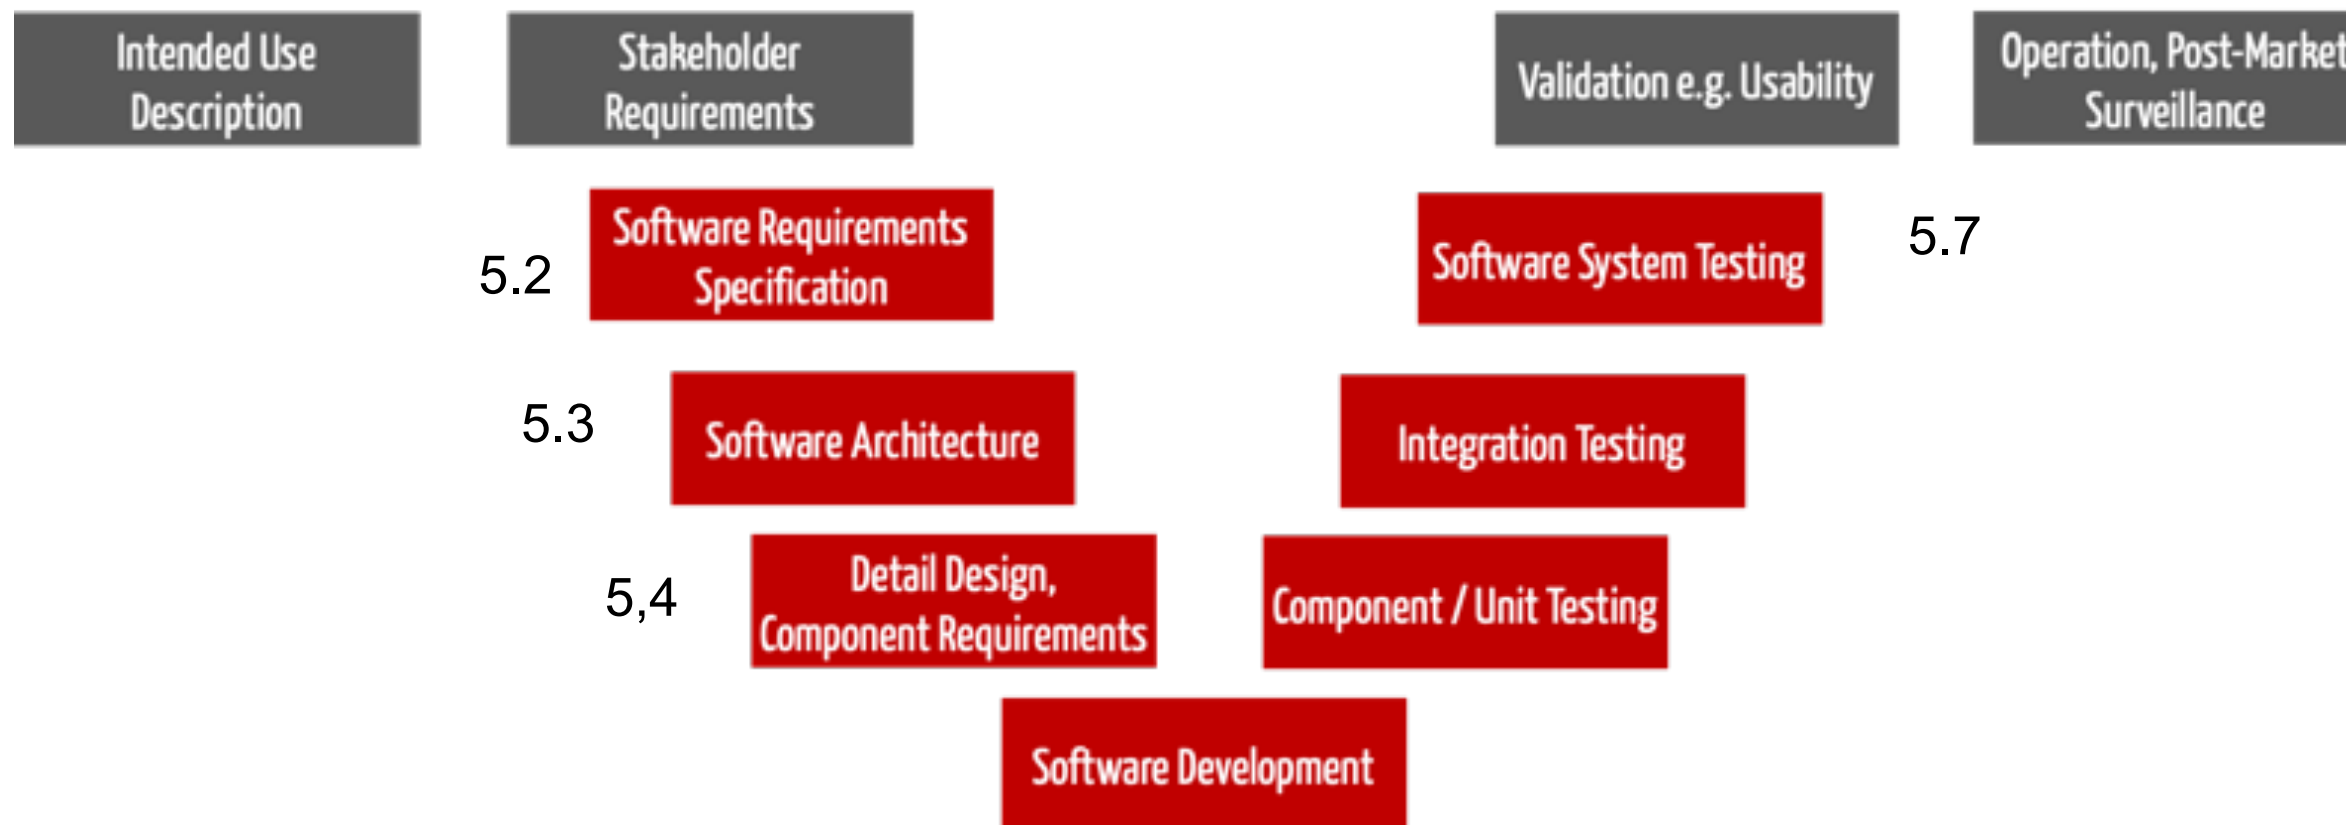 Intended Use
Description
Stakeholder
Requirements
Validation e.g. Usability
Operation, Post-Market
Surveillance
5.2
Software Requirements
Specification
Software System Testing
5.7
5.3
Software Architecture
Integration Testing
5,4
Detail Design,
Component Requirements
Component / Unit Testing
Software Development